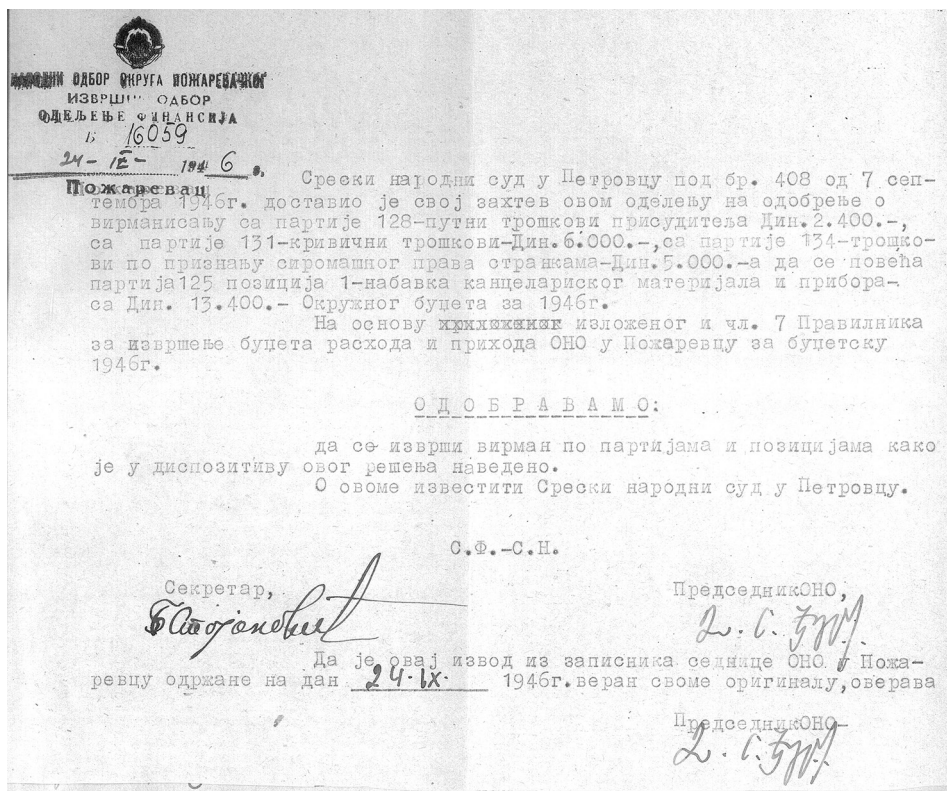 НАРОДНИ ОДБОР ОКРУГА ПОЖАРЕВАЧКОГ
ИЗВРШНИ ОДБОР
ОДЕЉЕЊЕ ФИНАНСИЈА
Б 16059
24-IX- 1946.
Пожаревац
Срески народни суд у Петровцу под бр. 408 од 7 сеп-
тембра 1946г. доставио је свој захтев овом оделењу на одобрење о
вирманисању са партије 128-путни трошкови присудитеља Дин.2.400.-,
са партије 131-кривични трошкови-Дин.6.000.-,са партије 134-трошко-
ви по признању сиромашног права странкама-Дин.5.000.-а да се повећа
партија125 позиција 1-набавка канцелариског материјала и прибора-
са Дин. 13.400.- Окружног буџета за 1946г.
На основу изложеног и чл. 7 Правилника
за извршење буџета расхода и прихода ОНО у Пожаревцу за буџетску
1946г.
О Д О Б Р А В А М О:
да се изврши вирман по партијама и позицијама како
је у диспозитиву овог решења наведено.
О овоме известити Срески народни суд у Петровцу.
С.Ф.-С.Н.
Секретар,
ПредседникОНО,
Да је овај извод из записника седнице ОНО у Пожа-
ревцу одржане на дан 24-IX. 1946г.веран своме оригиналу,оверава
ПредседникОНО-